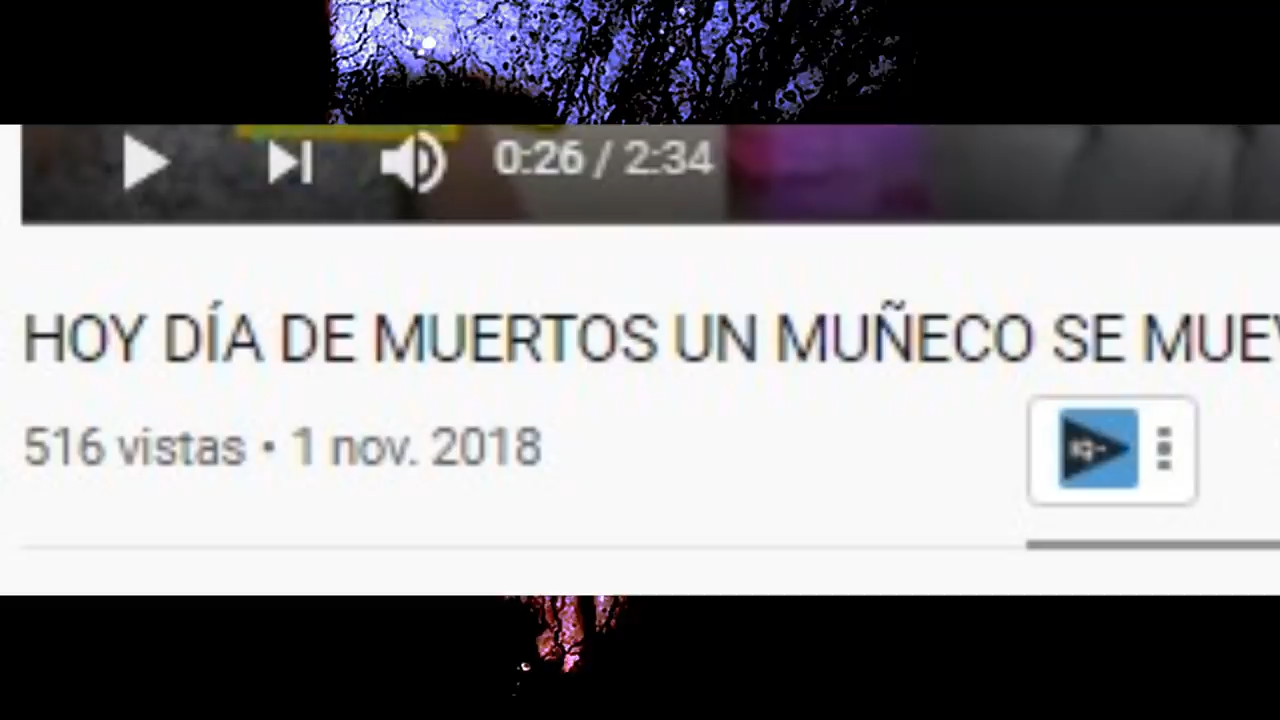 0:26 / 2:34
HOY DÍA DE MUERTOS UN MUÑECO SE
516 vistas • 1 nov. 2018